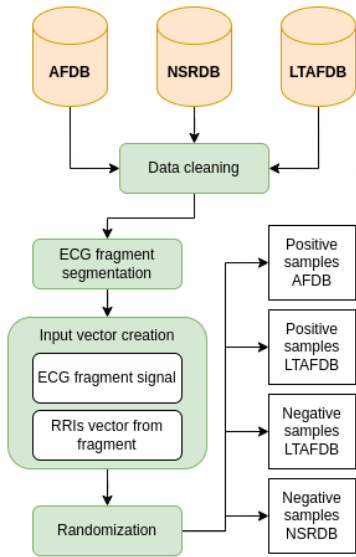 AFDB
NSRDB
LTAFDB
Data cleaning
ECG fragment
segmentation
Input vector creation
ECG fragment signal
RRIs vector from
fragment
Randomization
Positive
samples
AFDB
Positive
samples
LTAFDB
Negative
samples
LTAFDB
Negative
samples
NSRDB